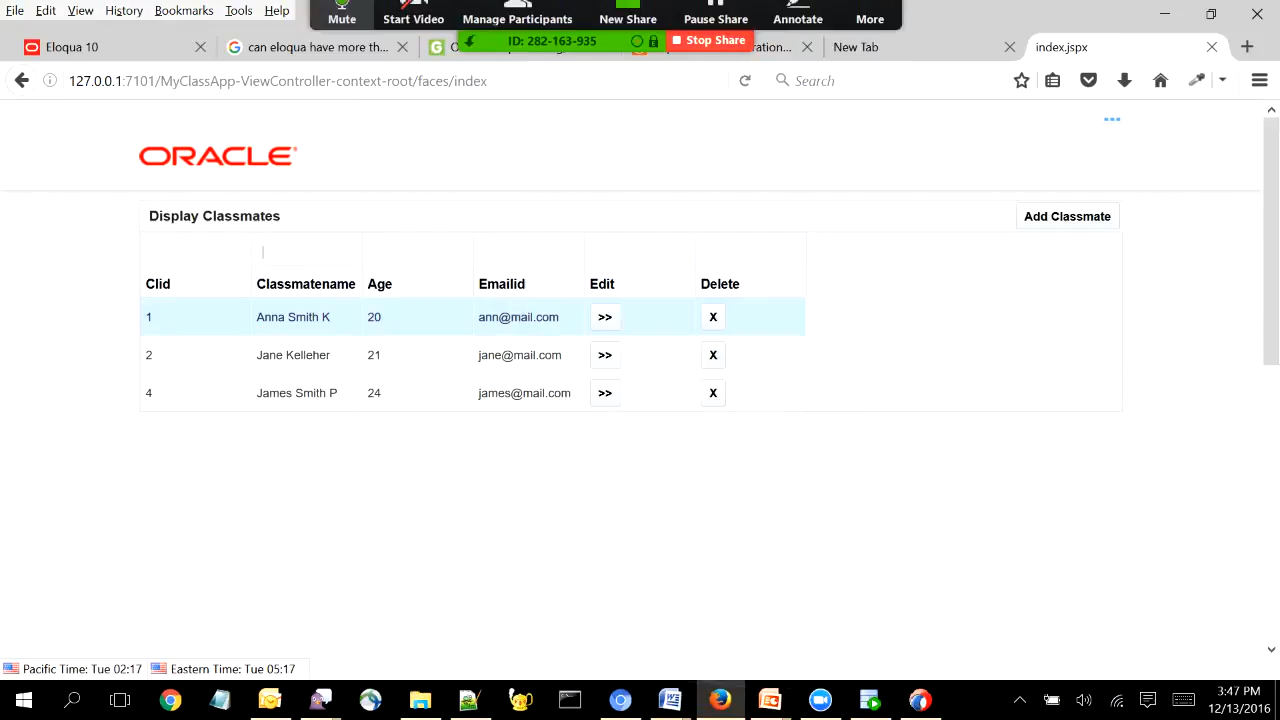 File Edit View History Bookmarks Tools Help
Mute Start Video Manage Participants New Share Pause Share Annotate More
ID: 282-163-935 Stop Share
Eloqua 10 can eloqua have more th... New Tab index.jspx
127.0.0.1:7101/MyClassApp-ViewController-context-root/faces/index Search
ORACLE
Display Classmates Add Classmate
Clid Classmatename Age Emailid Edit Delete
1 Anna Smith K 20 ann@mail.com >> X
2 Jane Kelleher 21 jane@mail.com >> X
4 James Smith P 24 james@mail.com >> X
Pacific Time: Tue 02:17 Eastern Time: Tue 05:17
3:47 PM
12/13/2016